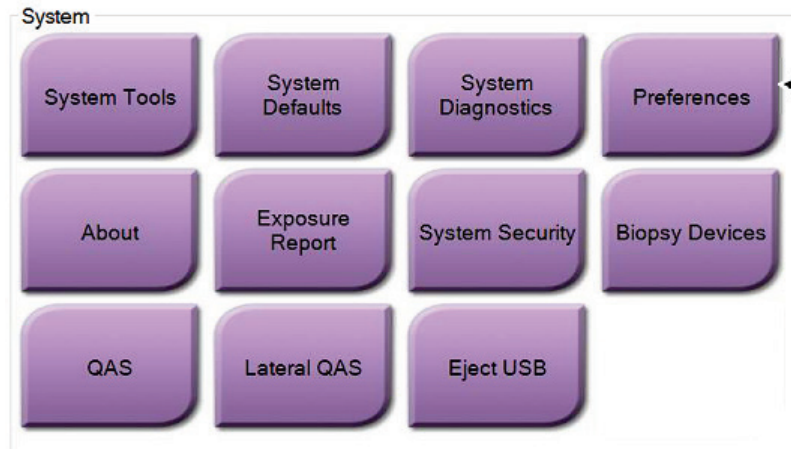 System
System Tools
System
Defaults
System
Diagnostics
Preferences
About
Exposure
Report
System Security
Biopsy Devices
QAS
Lateral QAS
Eject USB